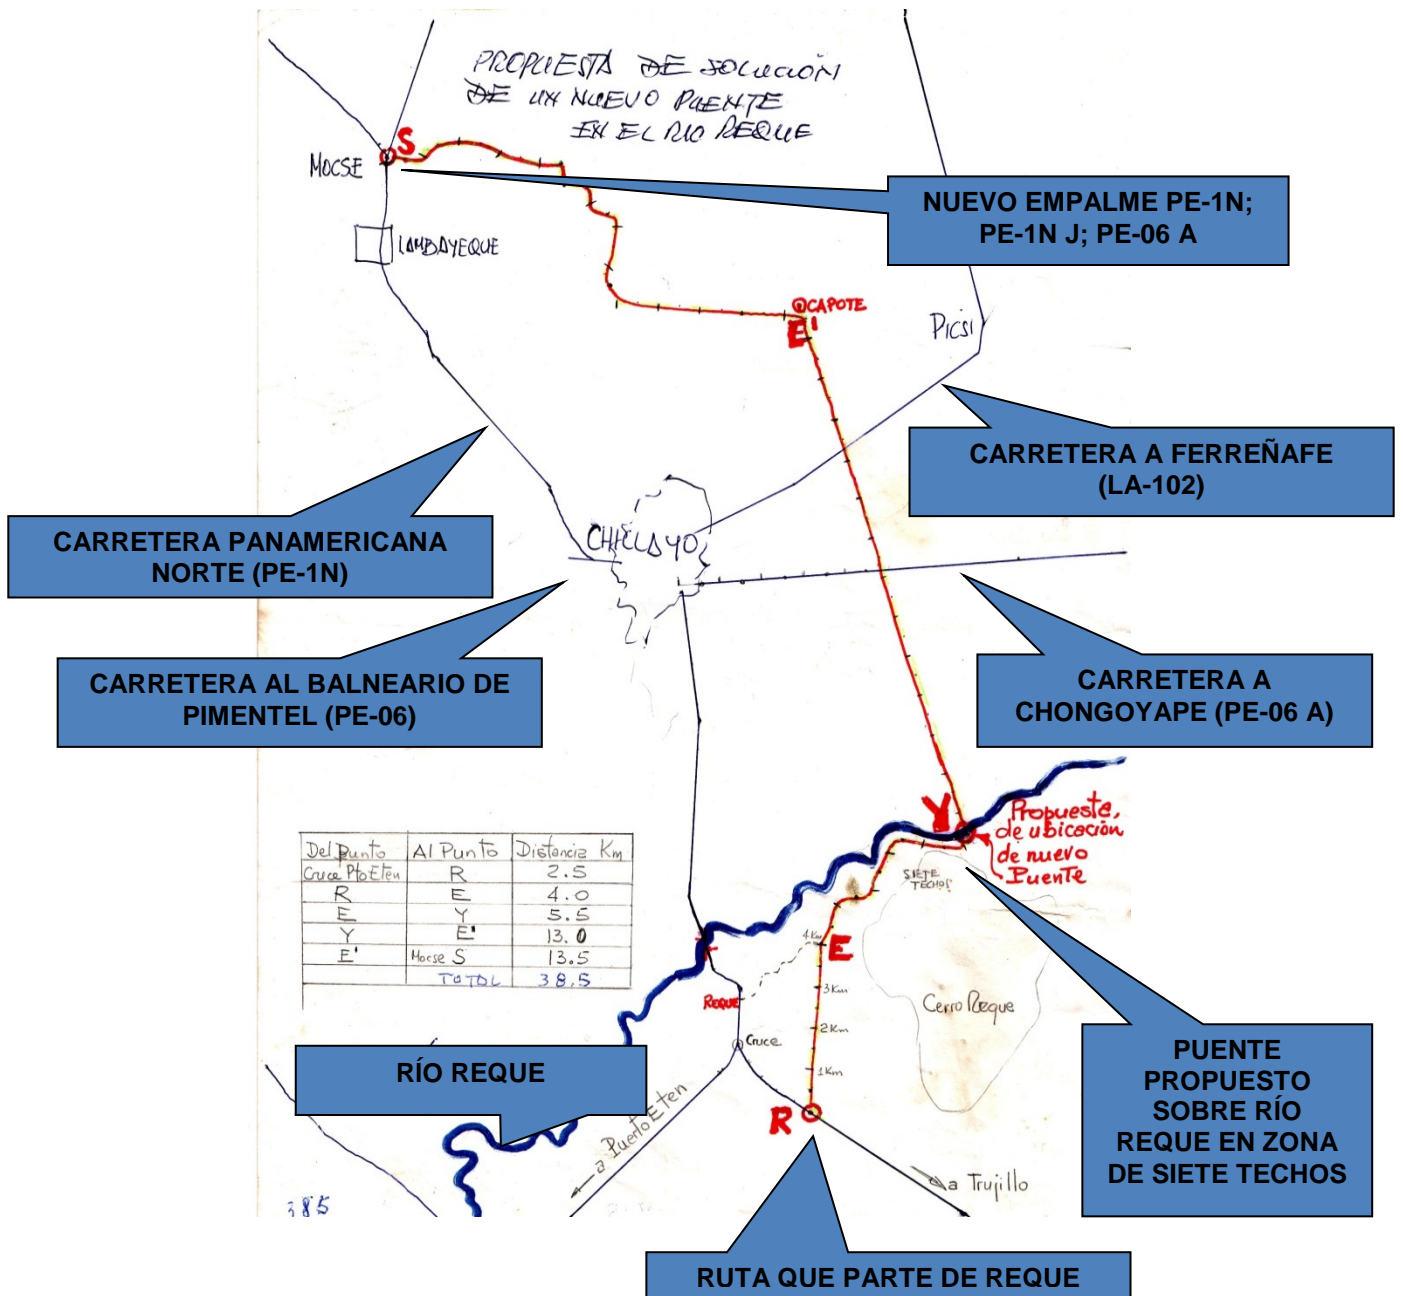 PROPUESTA DE SOLUCIÓN
DE UN NUEVO PUENTE
EN EL RIO REQUE
S
MOCSE
NUEVO EMPALME PE-1N;
PE-1N J; PE-06 A
LAMBAYEQUE
CAPOTE
E'
PICSI
CARRETERA A FERREÑAFE
(LA-102)
CARRETERA PANAMERICANA
NORTE (PE-1N)
CHICLAYO
CARRETERA AL BALNEARIO DE
PIMENTEL (PE-06)
CARRETERA A
CHONGOYAPE (PE-06 A)
Y
Propuesta
de ubicación
de nuevo
Puente
SIETE
TECHOS
Del Punto Al Punto Distancia Km
Cruce Pto Eten R 2.5
R E 4.0
E Y 5.5
Y E' 13.0
E' Mocse S 13.5
TOTAL 38.5
4Km
E
3Km
REQUE
Cerro Reque
2Km
Cruce
1Km
RÍO REQUE
PUENTE
PROPUESTO
SOBRE RÍO
REQUE EN ZONA
DE SIETE TECHOS
R
a Puerto Eten
a Trujillo
385
RUTA QUE PARTE DE REQUE